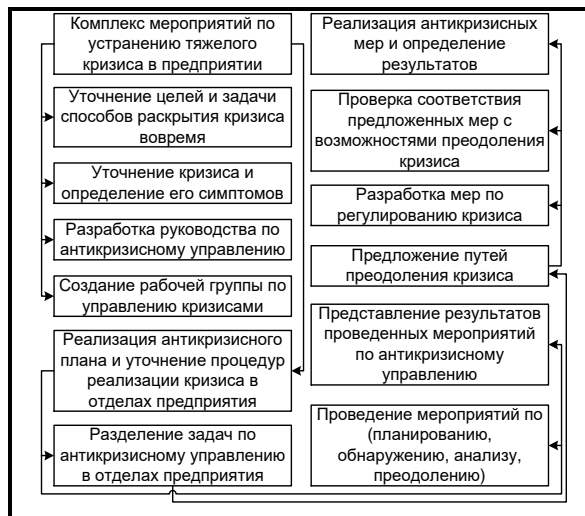 Комплекс мероприятий по
устранению тяжелого
кризиса в предприятии
Уточнение целей и задачи
способов раскрытия кризиса
вовремя
Уточнение кризиса и
определение его симптомов
Разработка руководства по
антикризисному управлению
Создание рабочей группы по
управлению кризисами
Реализация антикризисного
плана и уточнение процедур
реализации кризиса в
отделах предприятия
Разделение задач по
антикризисному управлению
в отделах предприятия
Реализация антикризисных
мер и определение
результатов
Проверка соответствия
предложенных мер с
возможностями преодоления
кризиса
Разработка мер по
регулированию кризиса
Предложение путей
преодоления кризиса
Представление результатов
проведенных мероприятий
по антикризисному
управлению
Проведение мероприятий по
(планированию,
обнаружению, анализу,
преодолению)